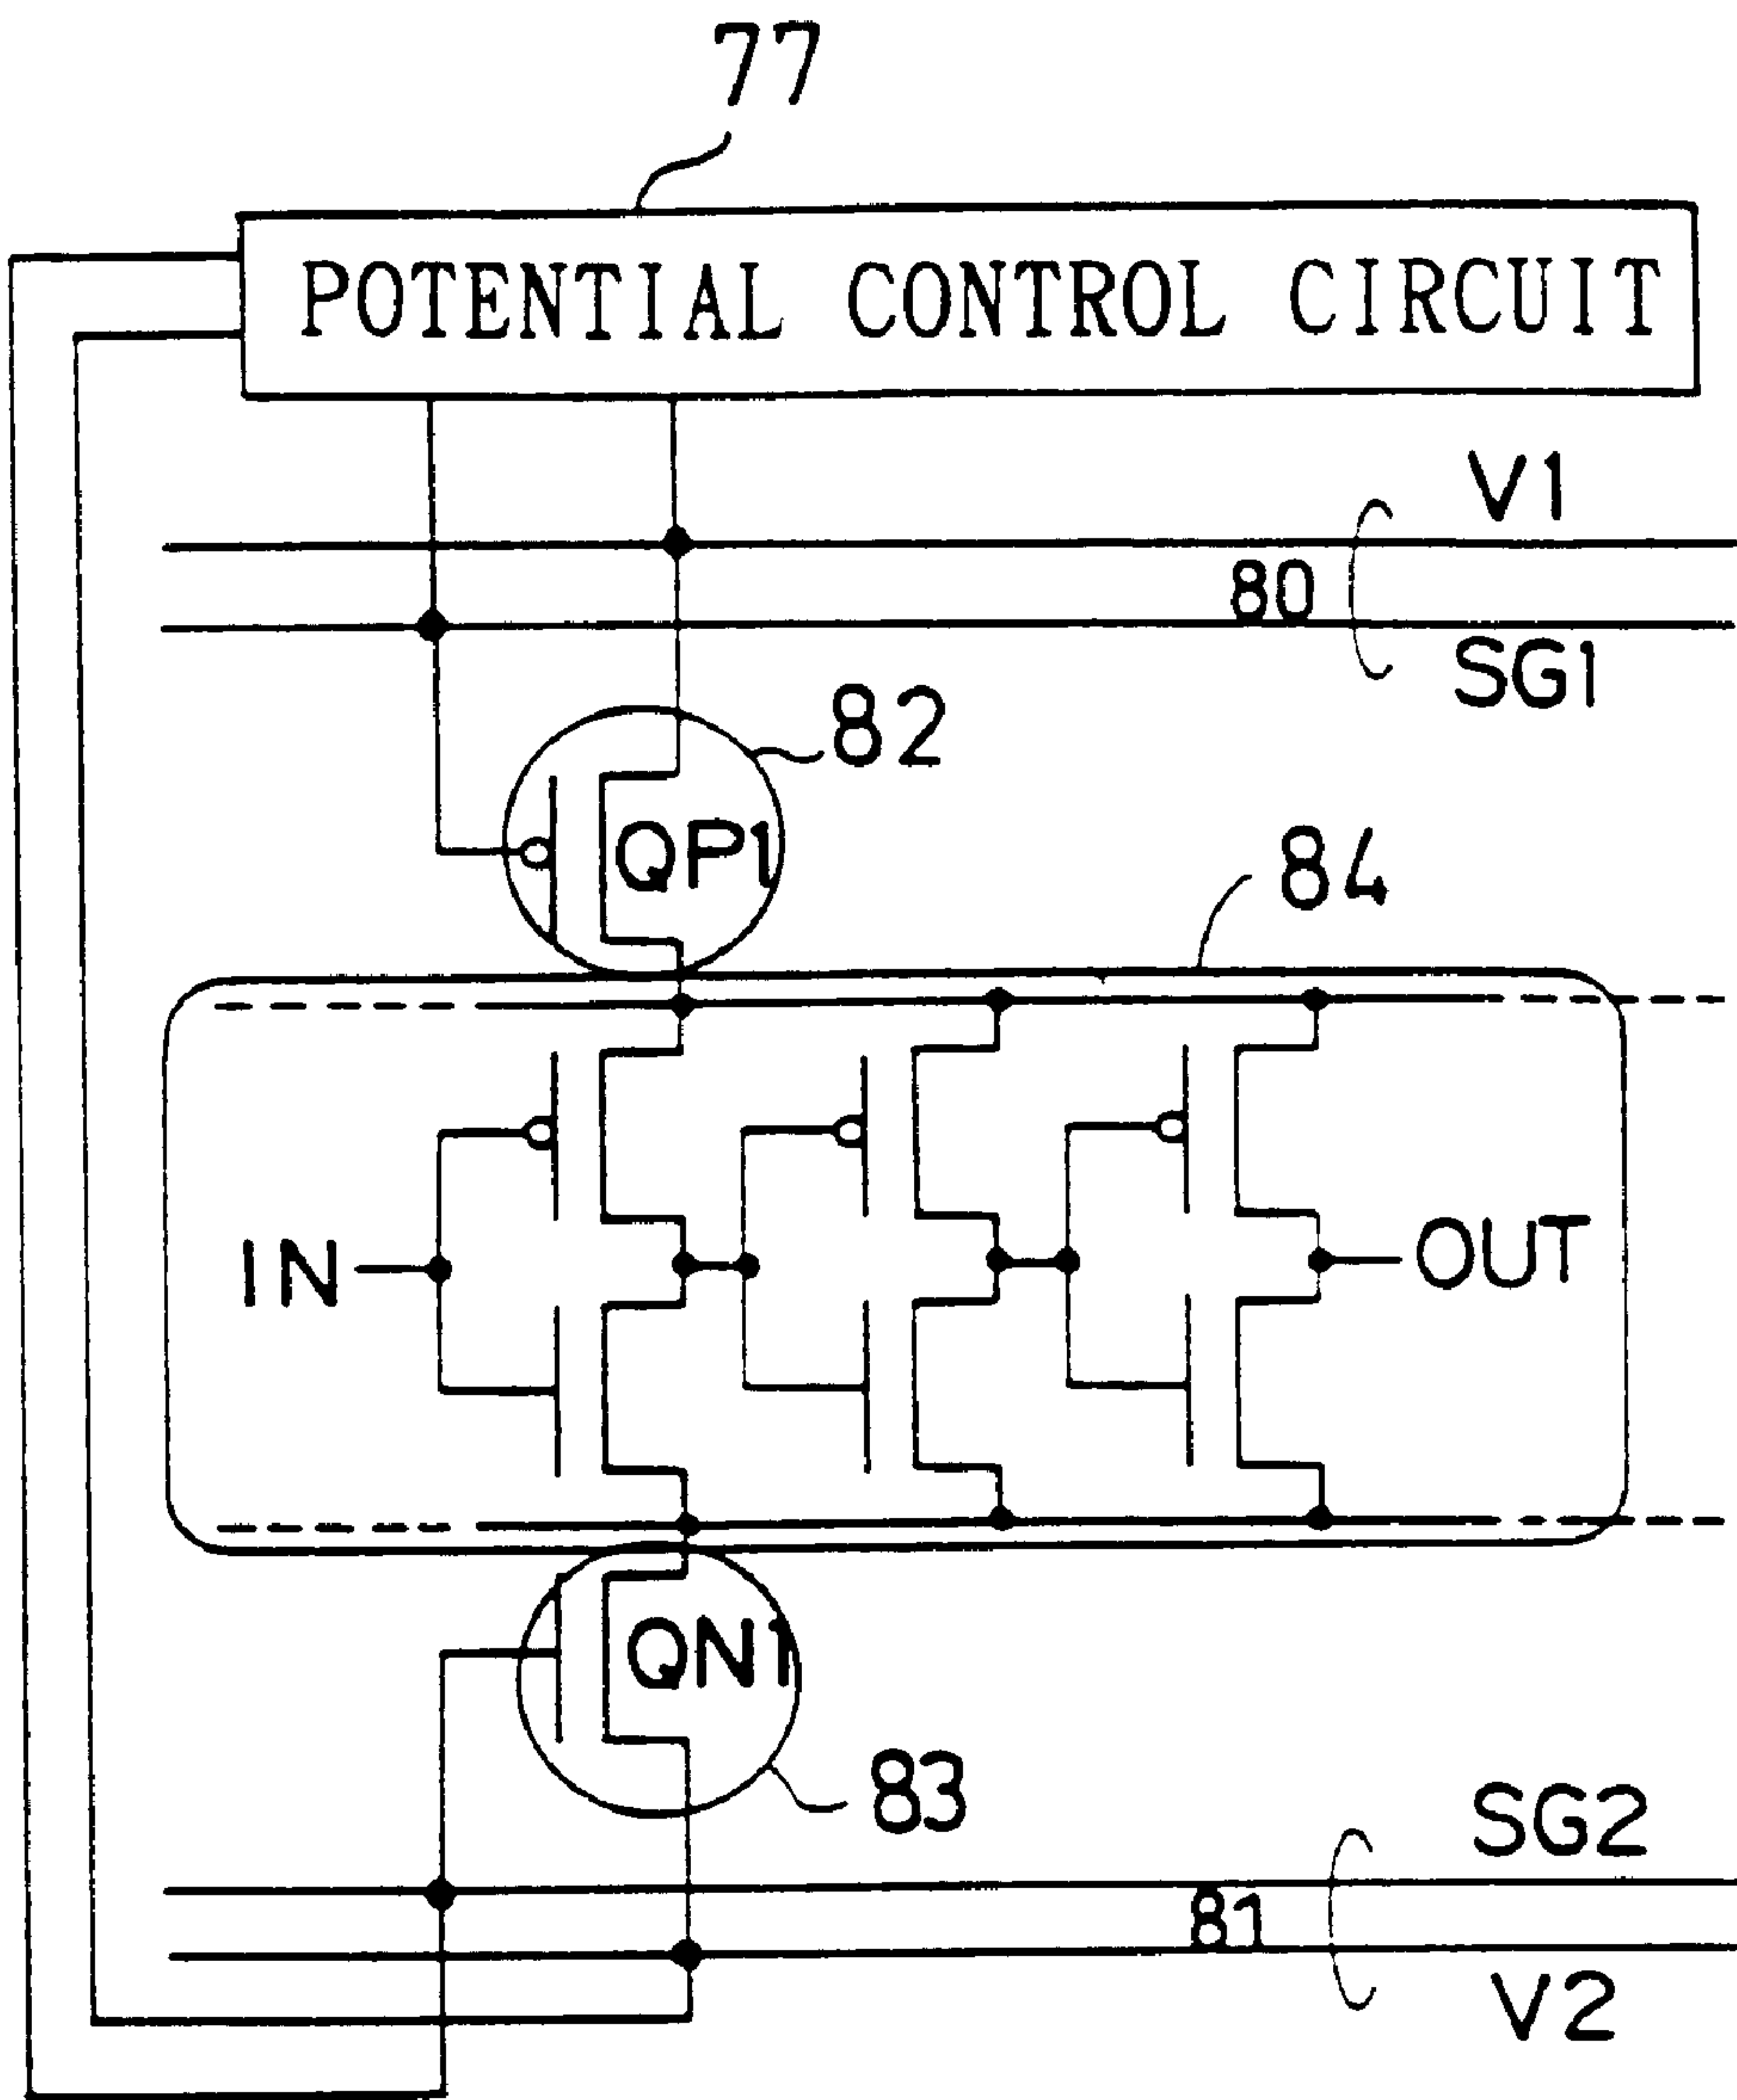 77
POTENTIAL CONTROL CIRCUIT
V1
80
SG1
82
QP1
84
IN
OUT
QN1
83
SG2
81
V2